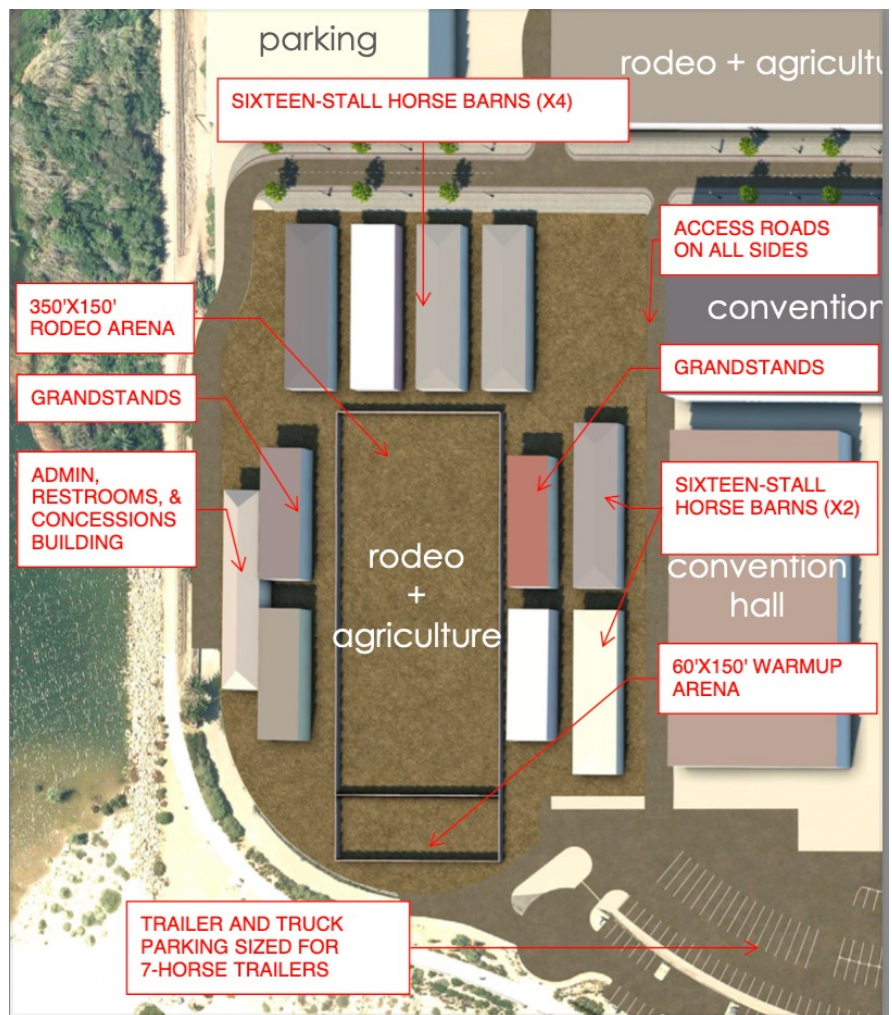 parking
rodeo + agricultu
SIXTEEN-STALL HORSE BARNS (X4)
ACCESS ROADS
ON ALL SIDES
350'X150'
RODEO ARENA
convention
GRANDSTANDS
GRANDSTANDS
ADMIN,
RESTROOMS, &
CONCESSIONS
BUILDING
SIXTEEN-STALL
HORSE BARNS (X2)
rodeo
+
agriculture
convention
hall
60'X150' WARMUP
ARENA
TRAILER AND TRUCK
PARKING SIZED FOR
7-HORSE TRAILERS